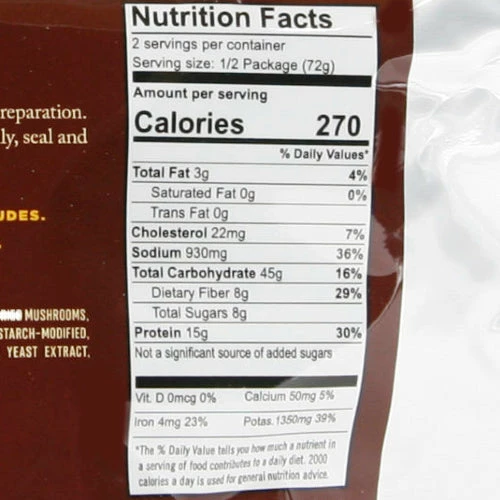 reparation.
ly, seal and
UDES.
MUSHROOMS,
STARCH-MODIFIED,
YEAST EXTRACT,
Nutrition Facts
2 servings per container
Serving size: 1/2 Package (72g)
Amount per serving
Calories 270
% Daily Values*
Total Fat 3g 4%
Saturated Fat 0g 0%
Trans Fat 0g
Cholesterol 22mg 7%
Sodium 930mg 36%
Total Carbohydrate 45g 16%
Dietary Fiber 8g 29%
Total Sugars 8g
Protein 15g 30%
Not a significant source of added sugars
Vit. D 0mcg 0% Calcium 50mg 5%
Iron 4mg 23% Potas. 1350mg 39%
*The % Daily Value tells you how much a nutrient in
a serving of food contributes to a daily diet. 2000
calories a day is used for general nutrition advice.